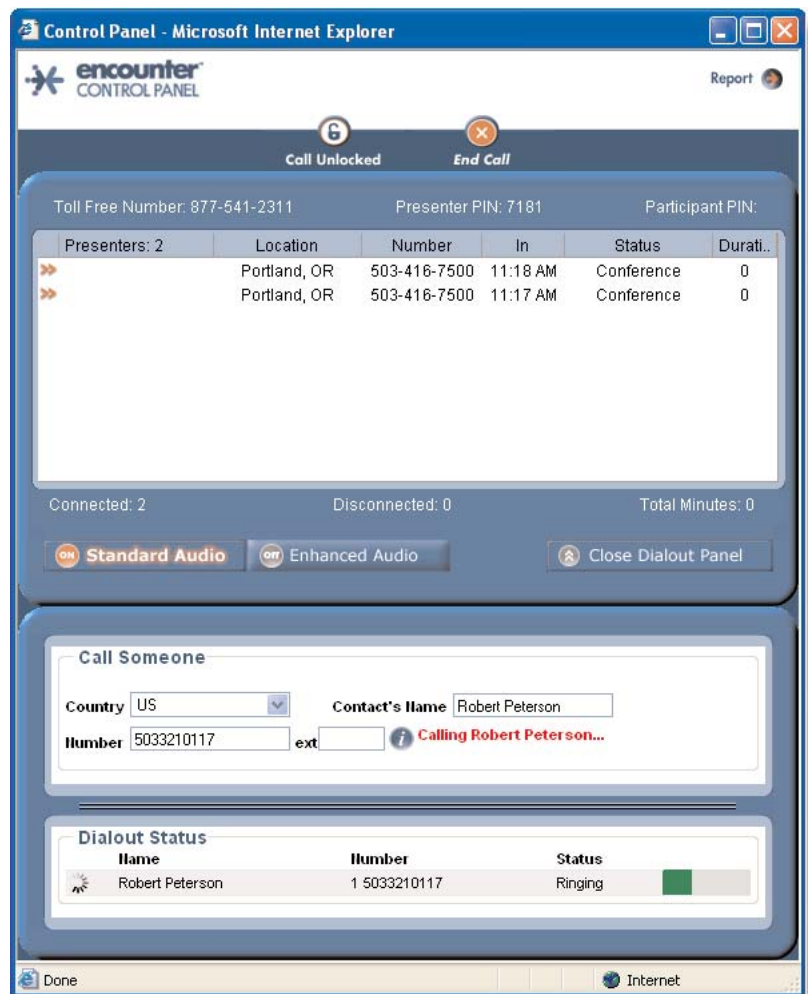 Control Panel - Microsoft Internet Explorer
encounter™
CONTROL PANEL
Report
Call Unlocked End Call
Toll Free Number: 877-541-2311 Presenter PIN: 7181 Participant PIN:
Presenters: 2 Location Number In Status Durati..
Portland, OR 503-416-7500 11:18 AM Conference 0
Portland, OR 503-416-7500 11:17 AM Conference 0
Connected: 2 Disconnected: 0 Total Minutes: 0
ON Standard Audio OFF Enhanced Audio Close Dialout Panel
Call Someone
Country US Contact's Name Robert Peterson
Number 5033210117 ext i Calling Robert Peterson...
Dialout Status
Name Number Status
Robert Peterson 1 5033210117 Ringing
Done Internet